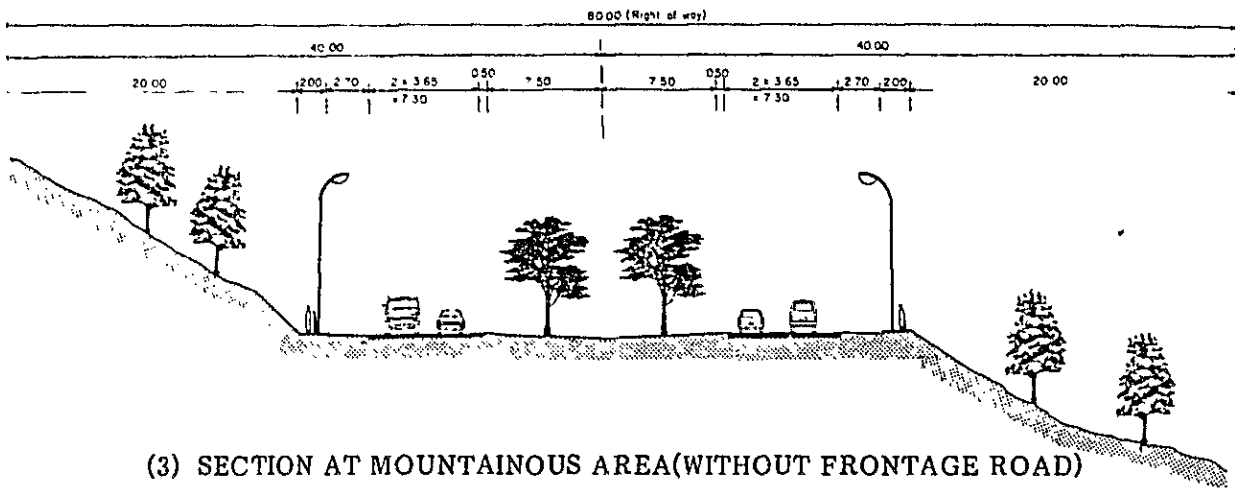 80.00 (Right of way)
40.00 40.00
20.00 2.00 2.70 2 x 3.65 0.50 7.50 7.50 0.50 2 x 3.65 2.70 2.00 20.00
= 7.30 = 7.30
(3) SECTION AT MOUNTAINOUS AREA(WITHOUT FRONTAGE ROAD)